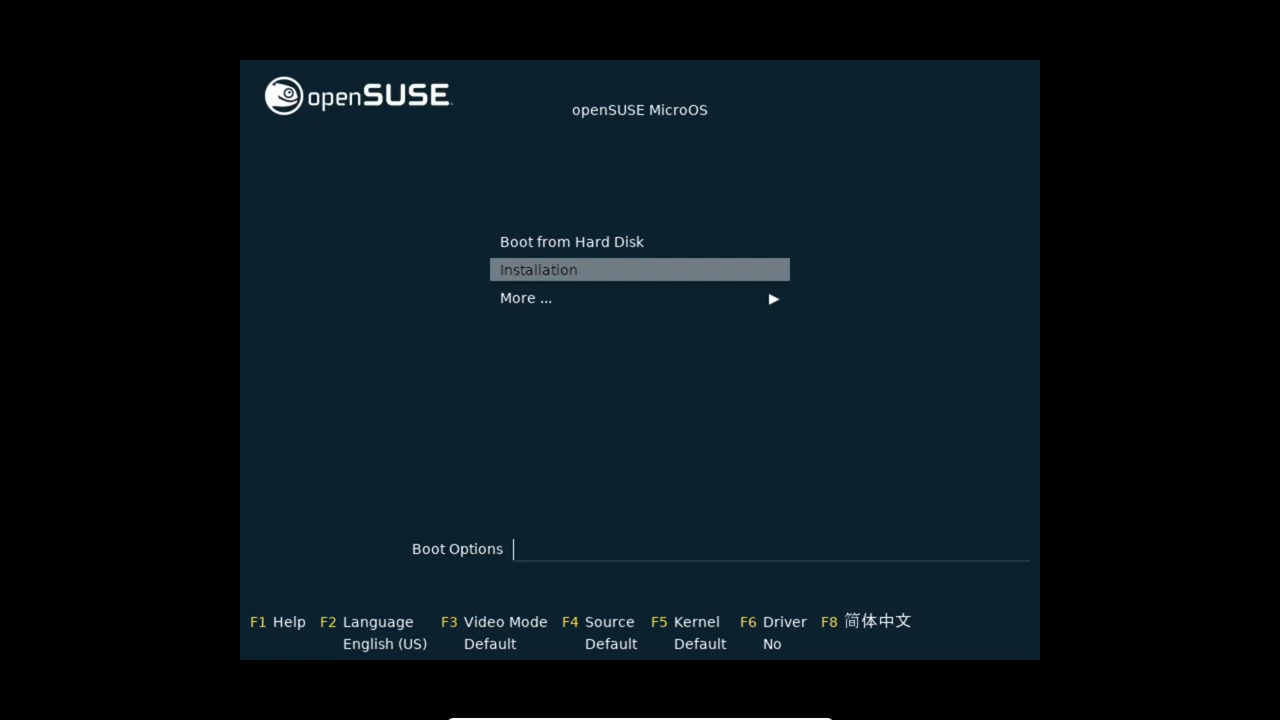 openSUSE
openSUSE MicroOS
Boot from Hard Disk
Installation
More ...
Boot Options
F1 Help F2 Language F3 Video Mode F4 Source F5 Kernel F6 Driver F8 简体中文
English (US) Default Default Default No